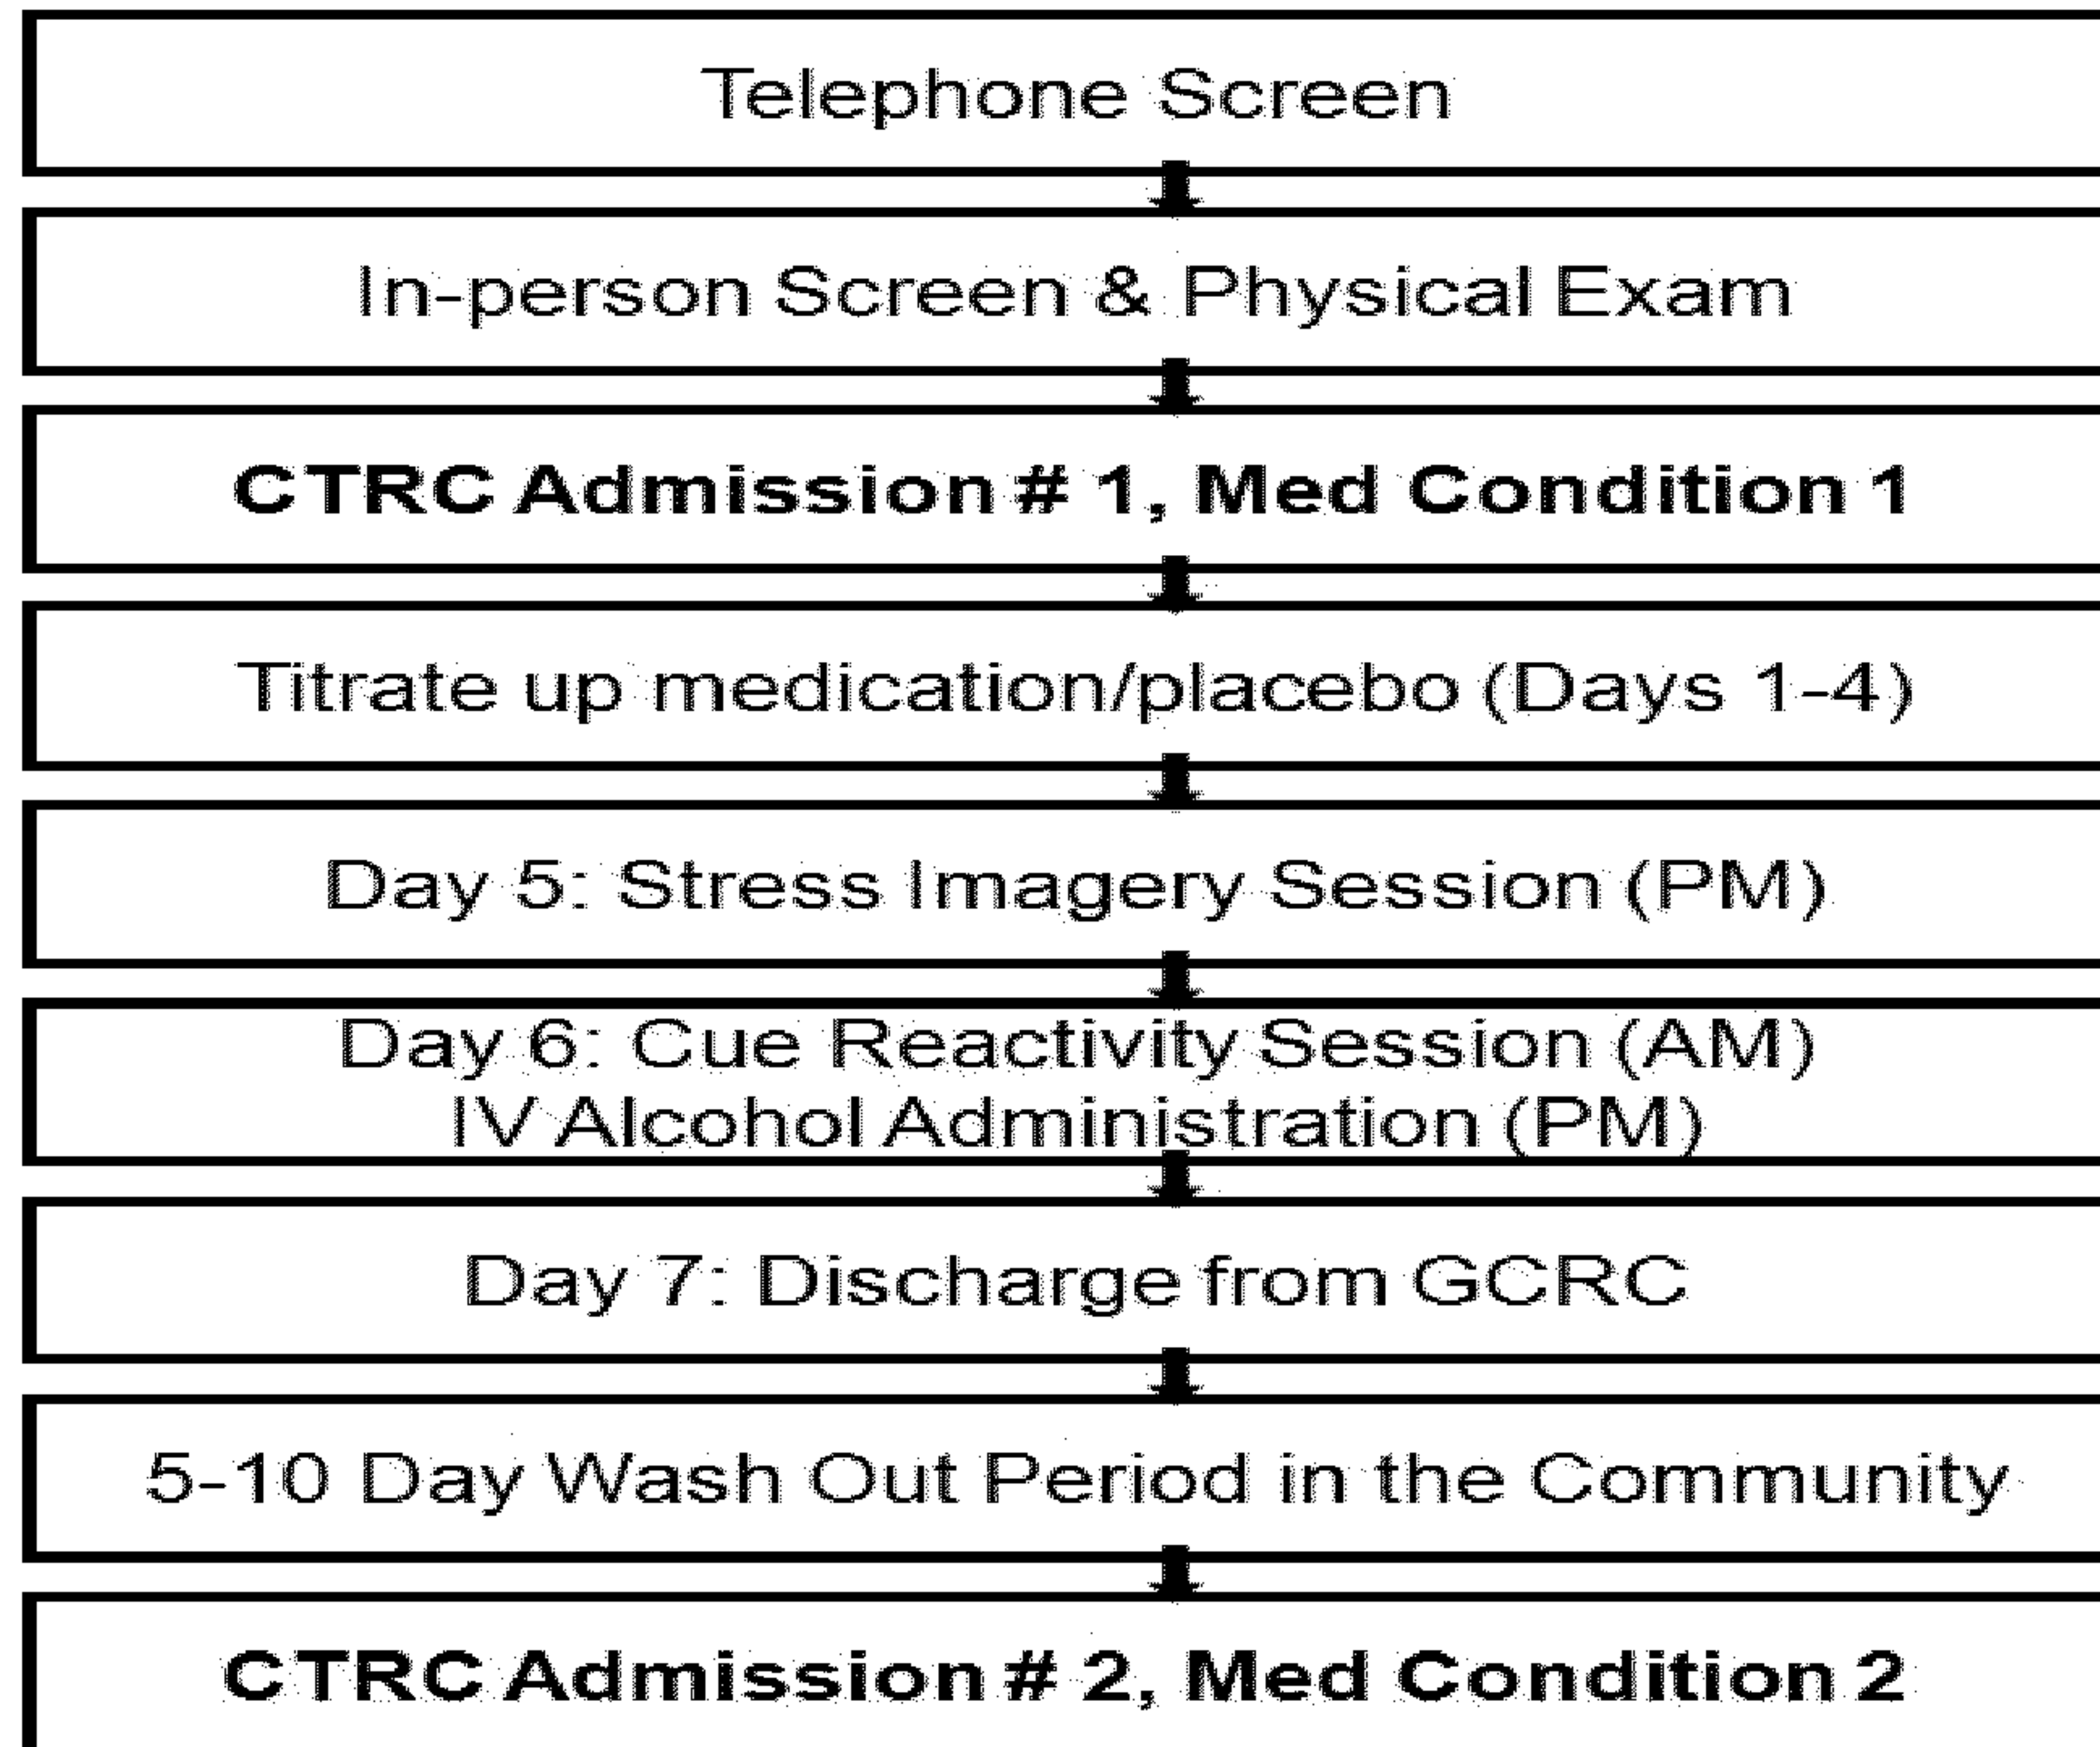 Telephone Screen
In-person Screen & Physical Exam
CTRC Admission # 1, Med Condition 1
Titrate up medication/placebo (Days 1-4)
Day 5: Stress Imagery Session (PM)
Day 6: Cue Reactivity Session (AM)
IV Alcohol Administration (PM)
Day 7: Discharge from GCRC
5-10 Day Wash Out Period in the Community
CTRC Admission # 2, Med Condition 2